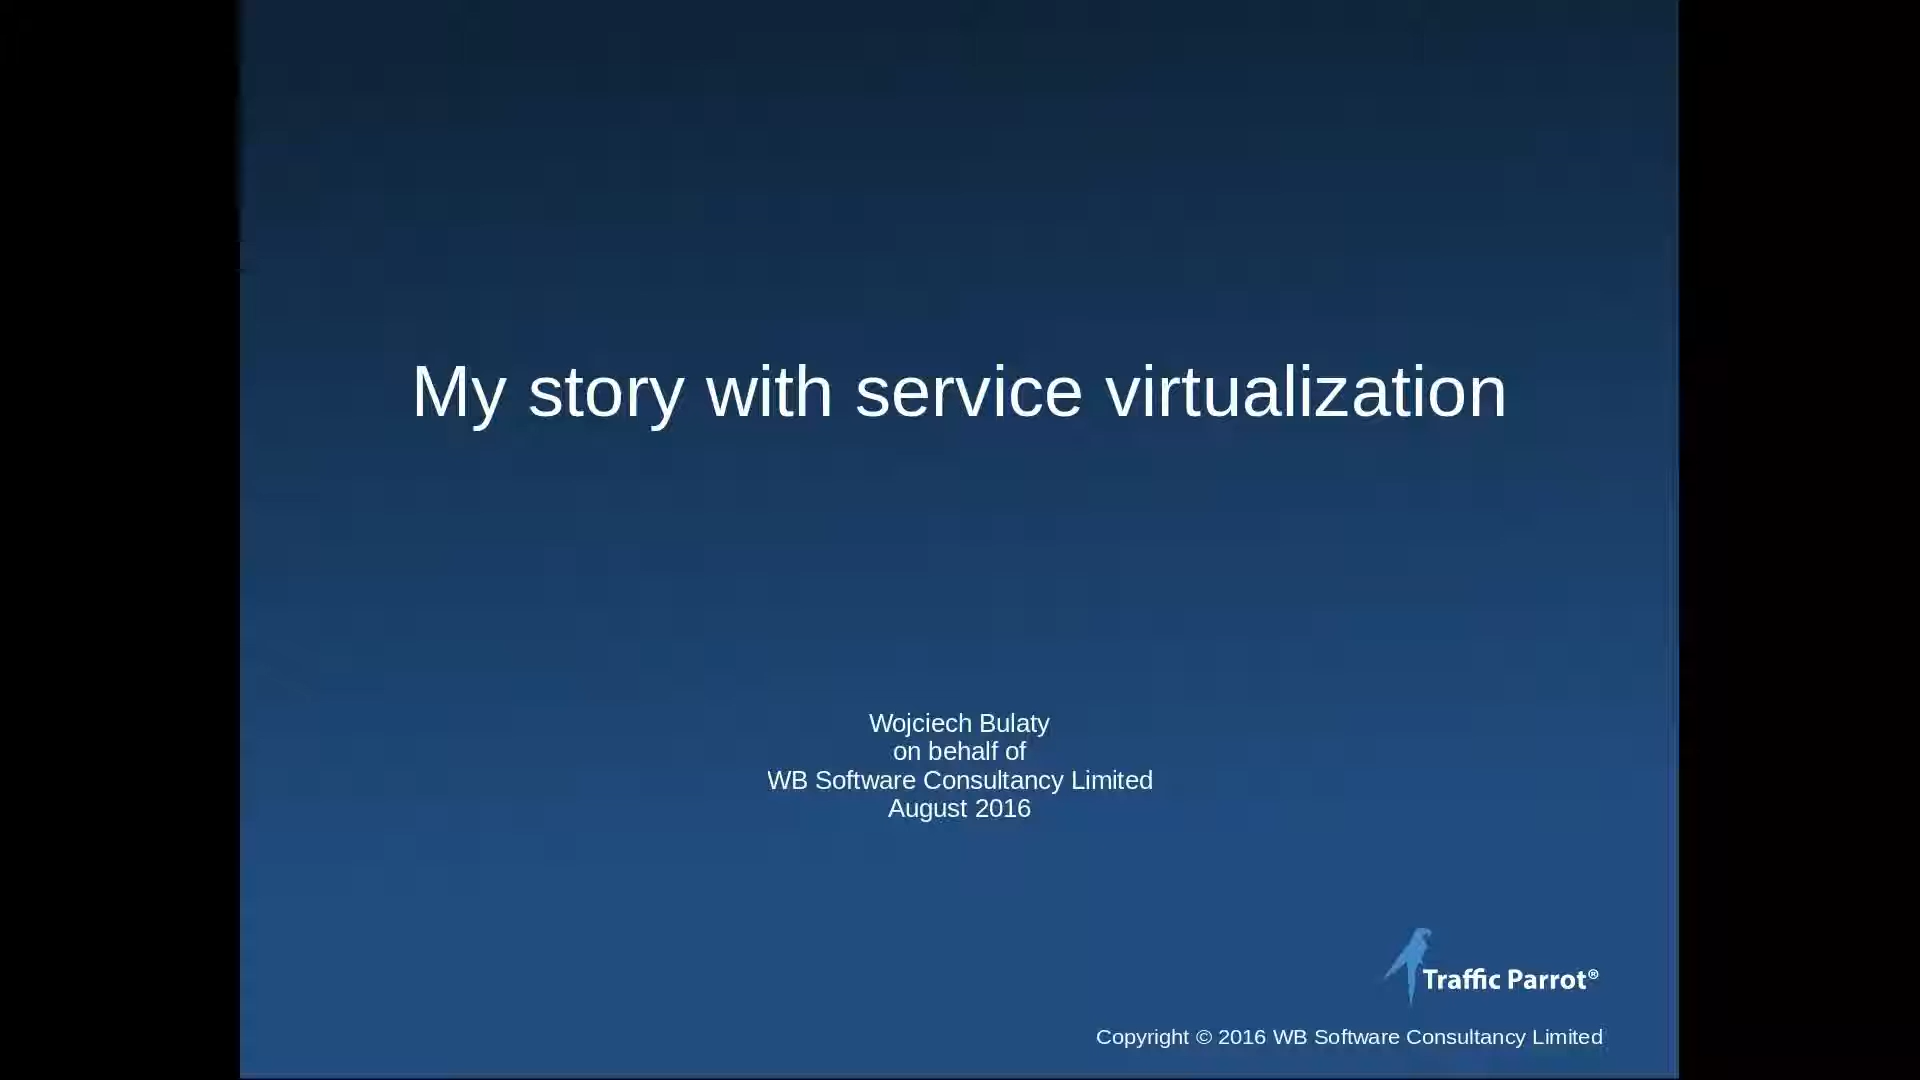 My story with service virtualization
Wojciech Bulaty
on behalf of
WB Software Consultancy Limited
August 2016
Traffic Parrot®
Copyright © 2016 WB Software Consultancy Limited